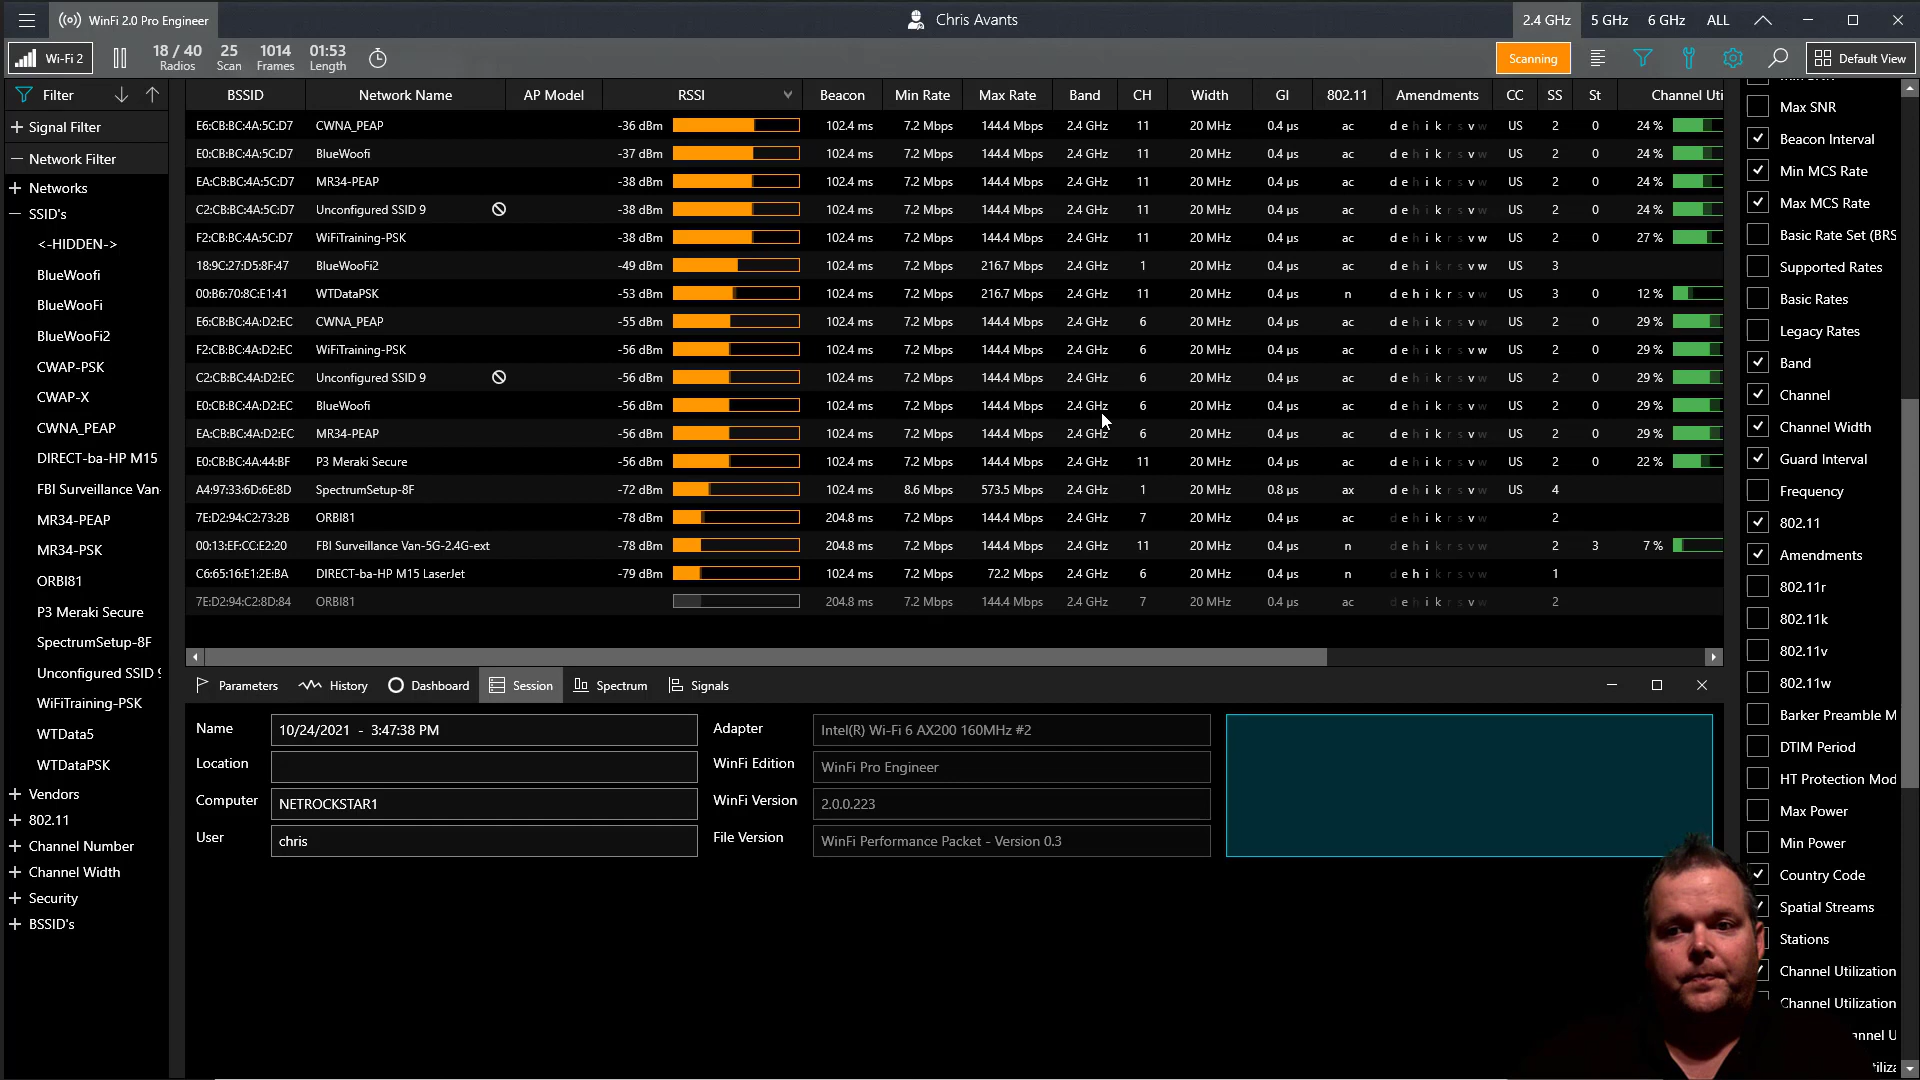 WinFi 2.0 Pro Engineer Chris Avants 2.4 GHz 5 GHz 6 GHz ALL
Wi-Fi 2 18 / 40 Radios 25 Scan 1014 Frames 01:53 Length Scanning Default View
Filter BSSID Network Name AP Model RSSI Beacon Min Rate Max Rate Band CH Width GI 802.11 Amendments CC SS St Channel Uti
E6:CB:BC:4A:5C:D7 CWNA_PEAP -36 dBm 102.4 ms 7.2 Mbps 144.4 Mbps 2.4 GHz 11 20 MHz 0.4 µs ac d e h i k r s v w US 2 0 24 %
E0:CB:BC:4A:5C:D7 BlueWoofi -37 dBm 102.4 ms 7.2 Mbps 144.4 Mbps 2.4 GHz 11 20 MHz 0.4 µs ac d e h i k r s v w US 2 0 24 %
EA:CB:BC:4A:5C:D7 MR34-PEAP -38 dBm 102.4 ms 7.2 Mbps 144.4 Mbps 2.4 GHz 11 20 MHz 0.4 µs ac d e h i k r s v w US 2 0 24 %
C2:CB:BC:4A:5C:D7 Unconfigured SSID 9 -38 dBm 102.4 ms 7.2 Mbps 144.4 Mbps 2.4 GHz 11 20 MHz 0.4 µs ac d e h i k r s v w US 2 0 24 %
F2:CB:BC:4A:5C:D7 WiFiTraining-PSK -38 dBm 102.4 ms 7.2 Mbps 144.4 Mbps 2.4 GHz 11 20 MHz 0.4 µs ac d e h i k r s v w US 2 0 27 %
18:9C:27:D5:8F:47 BlueWooFi2 -49 dBm 102.4 ms 7.2 Mbps 216.7 Mbps 2.4 GHz 1 20 MHz 0.4 µs ac d e h i k r s v w US 3
00:B6:70:8C:E1:41 WTDataPSK -53 dBm 102.4 ms 7.2 Mbps 216.7 Mbps 2.4 GHz 11 20 MHz 0.4 µs n d e h i k r s v w US 3 0 12 %
E6:CB:BC:4A:D2:EC CWNA_PEAP -55 dBm 102.4 ms 7.2 Mbps 144.4 Mbps 2.4 GHz 6 20 MHz 0.4 µs ac d e h i k r s v w US 2 0 29 %
F2:CB:BC:4A:D2:EC WiFiTraining-PSK -56 dBm 102.4 ms 7.2 Mbps 144.4 Mbps 2.4 GHz 6 20 MHz 0.4 µs ac d e h i k r s v w US 2 0 29 %
C2:CB:BC:4A:D2:EC Unconfigured SSID 9 -56 dBm 102.4 ms 7.2 Mbps 144.4 Mbps 2.4 GHz 6 20 MHz 0.4 µs ac d e h i k r s v w US 2 0 29 %
E0:CB:BC:4A:D2:EC BlueWoofi -56 dBm 102.4 ms 7.2 Mbps 144.4 Mbps 2.4 GHz 6 20 MHz 0.4 µs ac d e h i k r s v w US 2 0 29 %
EA:CB:BC:4A:D2:EC MR34-PEAP -56 dBm 102.4 ms 7.2 Mbps 144.4 Mbps 2.4 GHz 6 20 MHz 0.4 µs ac d e h i k r s v w US 2 0 29 %
E0:CB:BC:4A:44:BF P3 Meraki Secure -56 dBm 102.4 ms 7.2 Mbps 144.4 Mbps 2.4 GHz 11 20 MHz 0.4 µs ac d e h i k r s v w US 2 0 22 %
A4:97:33:6D:6E:8D SpectrumSetup-8F -72 dBm 102.4 ms 8.6 Mbps 573.5 Mbps 2.4 GHz 1 20 MHz 0.8 µs ax d e h i k r s v w US 4
7E:D2:94:C2:73:2B ORBI81 -78 dBm 204.8 ms 7.2 Mbps 144.4 Mbps 2.4 GHz 7 20 MHz 0.4 µs ac d e h i k r s v w 2
00:13:EF:CC:E2:20 FBI Surveillance Van-5G-2.4G-ext -78 dBm 204.8 ms 7.2 Mbps 144.4 Mbps 2.4 GHz 11 20 MHz 0.4 µs n d e h i k r s v w 2 3 7 %
C6:65:16:E1:2E:BA DIRECT-ba-HP M15 LaserJet -79 dBm 102.4 ms 7.2 Mbps 72.2 Mbps 2.4 GHz 6 20 MHz 0.4 µs n d e h i k r s v w 1
7E:D2:94:C2:8D:84 ORBI81 204.8 ms 7.2 Mbps 144.4 Mbps 2.4 GHz 7 20 MHz 0.4 µs ac d e h i k r s v w 2
Signal Filter
Network Filter
Networks
SSID's
<-HIDDEN->
BlueWoofi
BlueWooFi
BlueWooFi2
CWAP-PSK
CWAP-X
CWNA_PEAP
DIRECT-ba-HP M15
FBI Surveillance Van-
MR34-PEAP
MR34-PSK
ORBI81
P3 Meraki Secure
SpectrumSetup-8F
Unconfigured SSID 9
WiFiTraining-PSK
WTData5
WTDataPSK
Vendors
802.11
Channel Number
Channel Width
Security
BSSID's
Parameters History Dashboard Session Spectrum Signals
Name 10/24/2021 - 3:47:38 PM Adapter Intel(R) Wi-Fi 6 AX200 160MHz #2
Location WinFi Edition WinFi Pro Engineer
Computer NETROCKSTAR1 WinFi Version 2.0.0.223
User chris File Version WinFi Performance Packet - Version 0.3
Max SNR
Beacon Interval
Min MCS Rate
Max MCS Rate
Basic Rate Set (BRS
Supported Rates
Basic Rates
Legacy Rates
Band
Channel
Channel Width
Guard Interval
Frequency
802.11
Amendments
802.11r
802.11k
802.11v
802.11w
Barker Preamble M
DTIM Period
HT Protection Mod
Max Power
Min Power
Country Code
Spatial Streams
Stations
Channel Utilization
Channel Utilization
nnel U